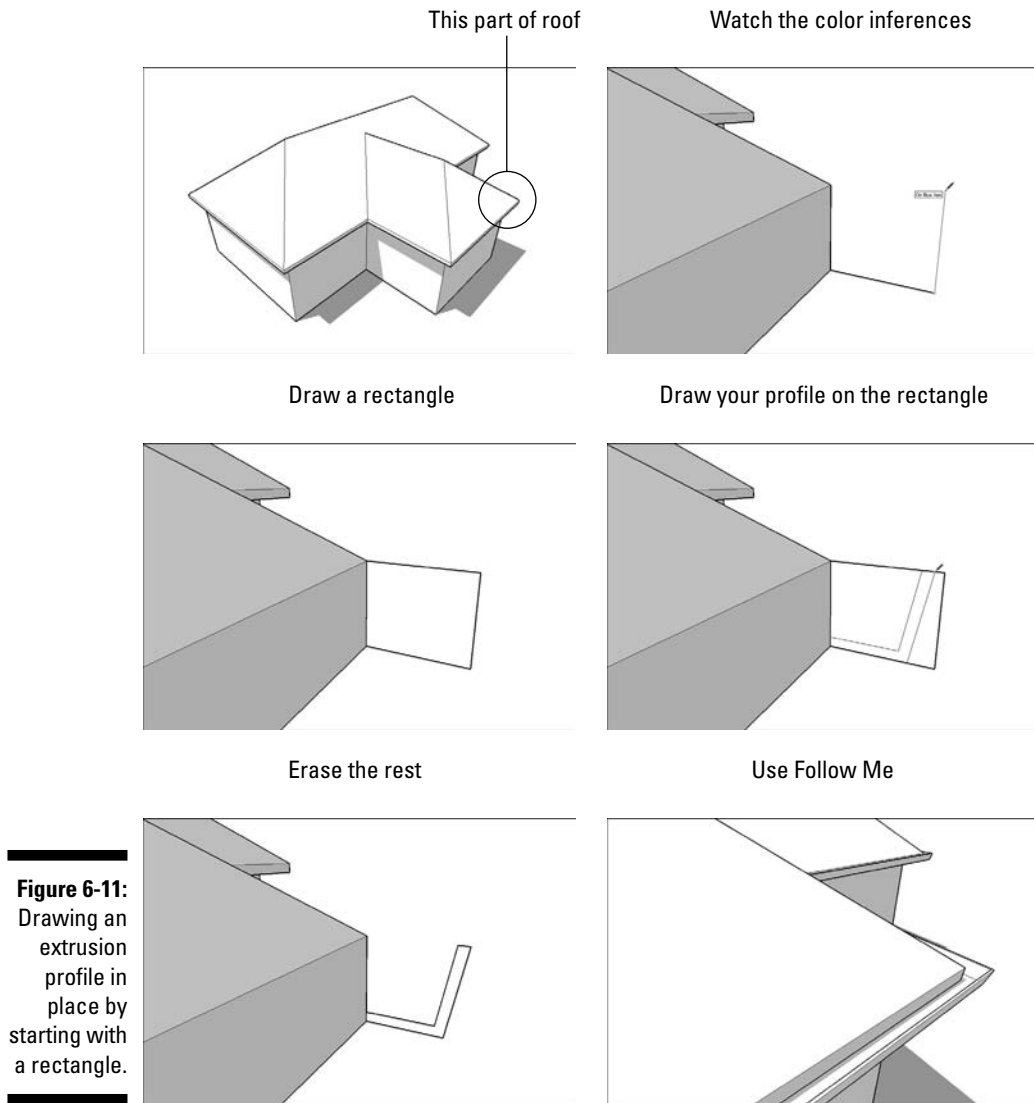 This part of roof
Watch the color inferences
Draw a rectangle
Draw your profile on the rectangle
Erase the rest
Use Follow Me
Figure 6-11:
Drawing an
extrusion
profile in
place by
starting with
a rectangle.